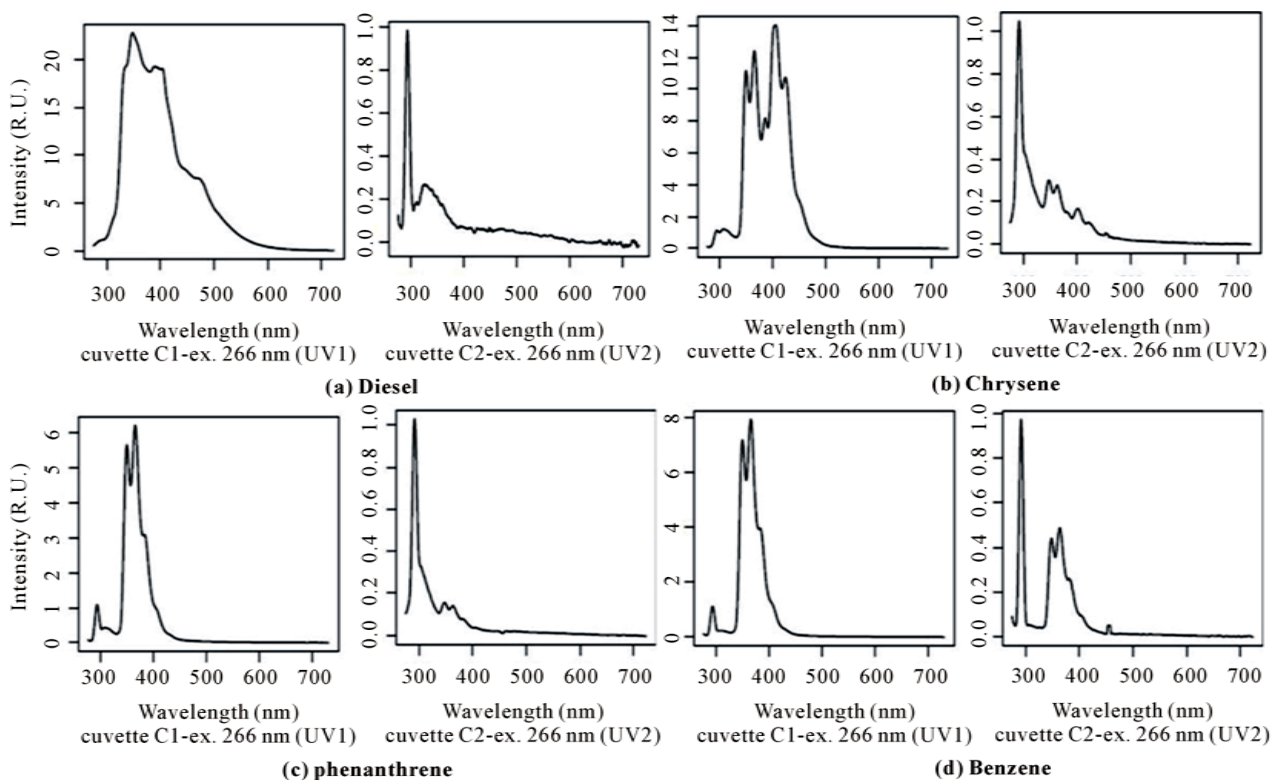 Intensity (R.U.)
0 5 10 15 20
300 400 500 600 700
Wavelength (nm)
cuvette C1-ex. 266 nm (UV1)
0.0 0.2 0.4 0.6 0.8 1.0
300 400 500 600 700
Wavelength (nm)
cuvette C2-ex. 266 nm (UV2)
(a) Diesel
0 2 4 6 8 10 12 14
300 400 500 600 700
Wavelength (nm)
cuvette C1-ex. 266 nm (UV1)
0.0 0.2 0.4 0.6 0.8 1.0
300 400 500 600 700
Wavelength (nm)
cuvette C2-ex. 266 nm (UV2)
(b) Chrysene
Intensity (R.U.)
0 1 2 3 4 5 6
300 400 500 600 700
Wavelength (nm)
cuvette C1-ex. 266 nm (UV1)
0.0 0.2 0.4 0.6 0.8 1.0
300 400 500 600 700
Wavelength (nm)
cuvette C2-ex. 266 nm (UV2)
(c) phenanthrene
0 2 4 6 8
300 400 500 600 700
Wavelength (nm)
cuvette C1-ex. 266 nm (UV1)
0.0 0.2 0.4 0.6 0.8 1.0
300 400 500 600 700
Wavelength (nm)
cuvette C2-ex. 266 nm (UV2)
(d) Benzene